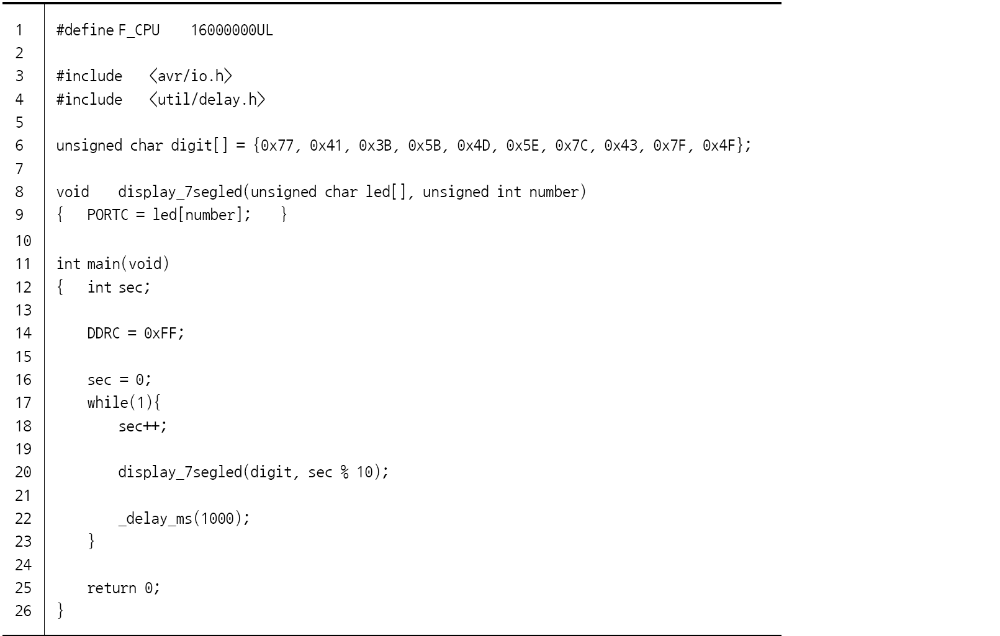 1 #define F_CPU 16000000UL
2
3 #include <avr/io.h>
4 #include <util/delay.h>
5
6 unsigned char digit[] = {0x77, 0x41, 0x3B, 0x5B, 0x4D, 0x5E, 0x7C, 0x43, 0x7F, 0x4F};
7
8 void display_7segled(unsigned char led[], unsigned int number)
9 { PORTC = led[number]; }
10
11 int main(void)
12 { int sec;
13
14 DDRC = 0xFF;
15
16 sec = 0;
17 while(1){
18 sec++;
19
20 display_7segled(digit, sec % 10);
21
22 _delay_ms(1000);
23 }
24
25 return 0;
26 }